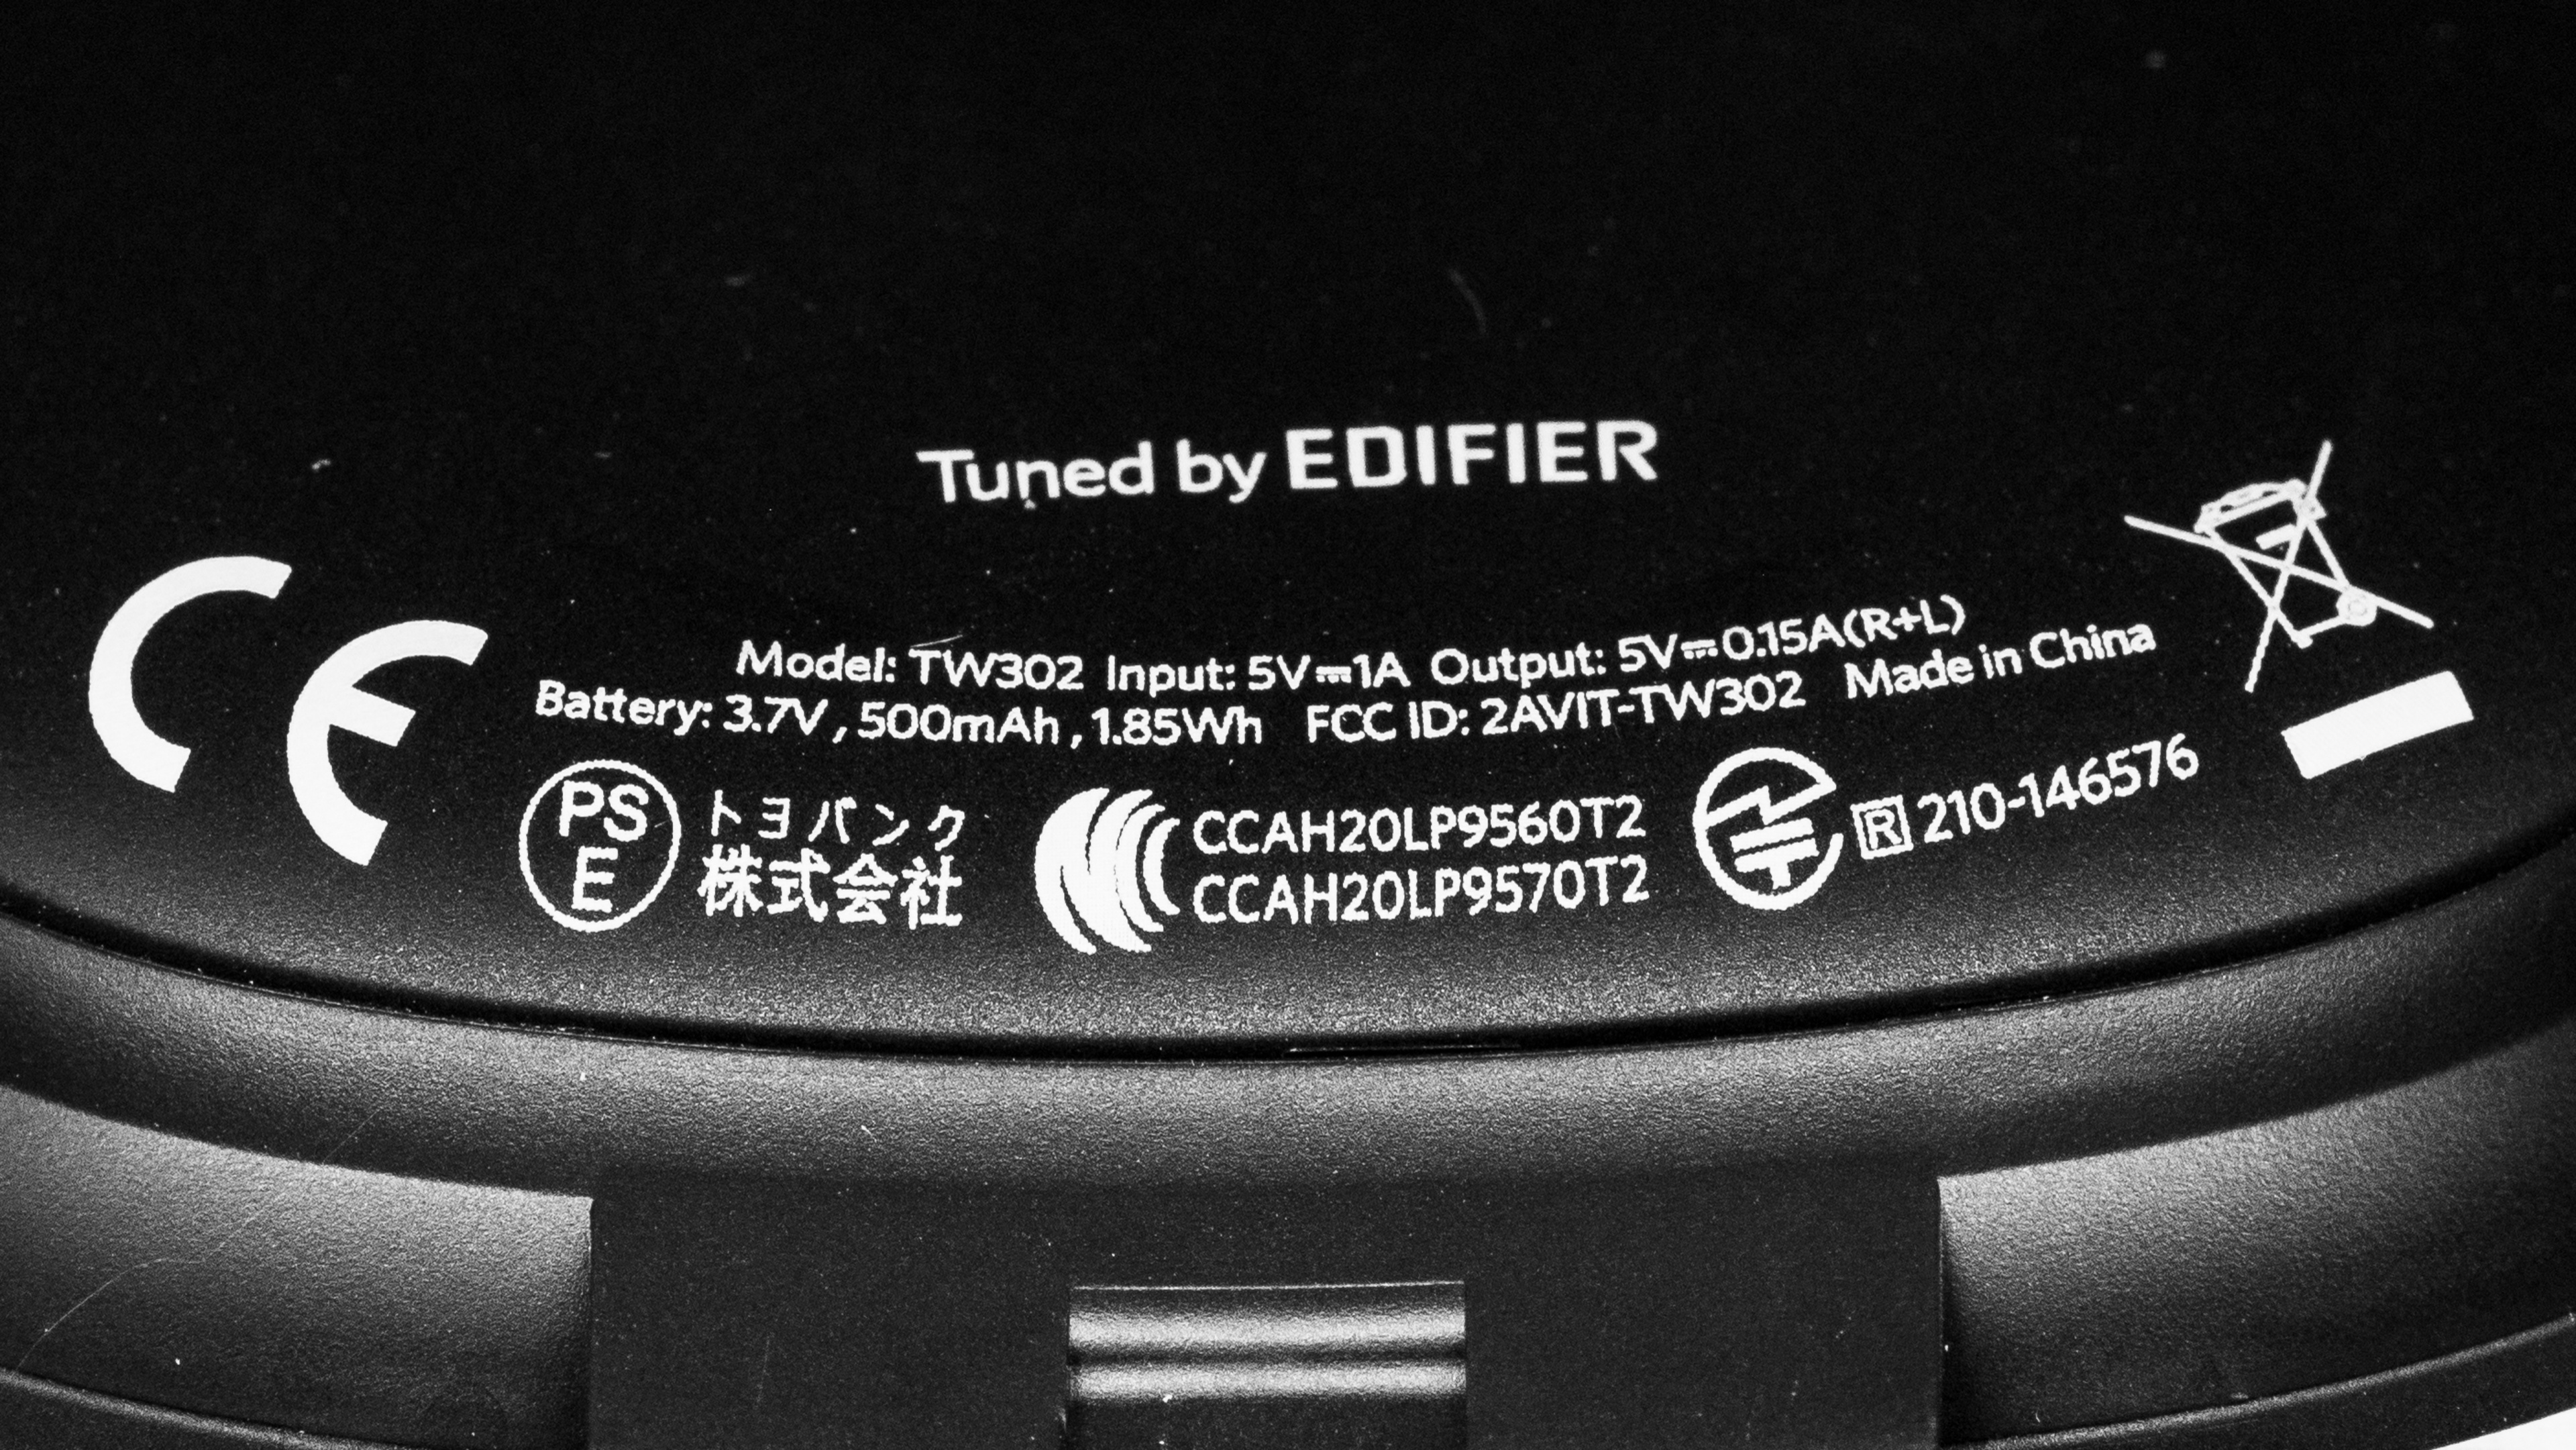 Tuned by EDIFIER
CE
Model: TW302 Input: 5V⎓1A Output: 5V⎓0.15A(R+L)
Battery: 3.7V, 500mAh, 1.85Wh FCC ID: 2AVIT-TW302 Made in China
PS
E
トヨバンク
株式会社
CCAH20LP9560T2
CCAH20LP9570T2
R 210-146576